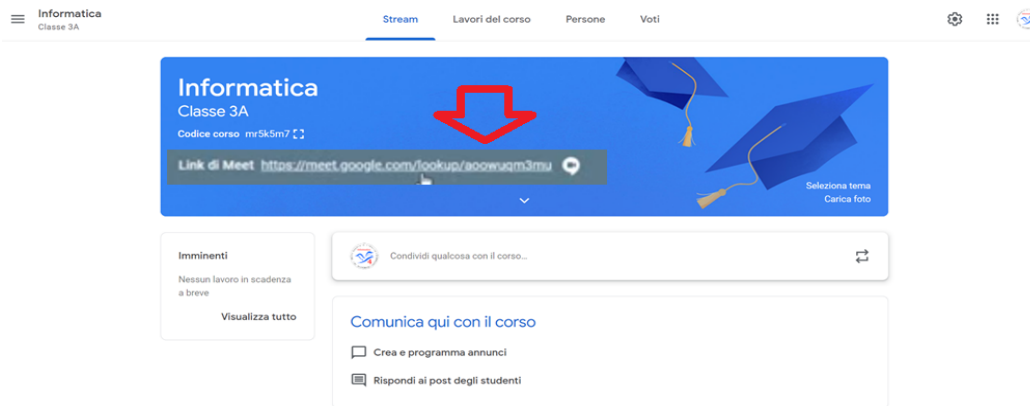 Informatica
Classe 3A
Stream
Lavori del corso
Persone
Voti
Informatica
Classe 3A
Codice corso mr5k5m7
Link di Meet https://meet.google.com/lookup/aoowuqm3mu
Seleziona tema
Carica foto
Imminenti
Nessun lavoro in scadenza
a breve
Visualizza tutto
Condividi qualcosa con il corso...
Comunica qui con il corso
Crea e programma annunci
Rispondi ai post degli studenti